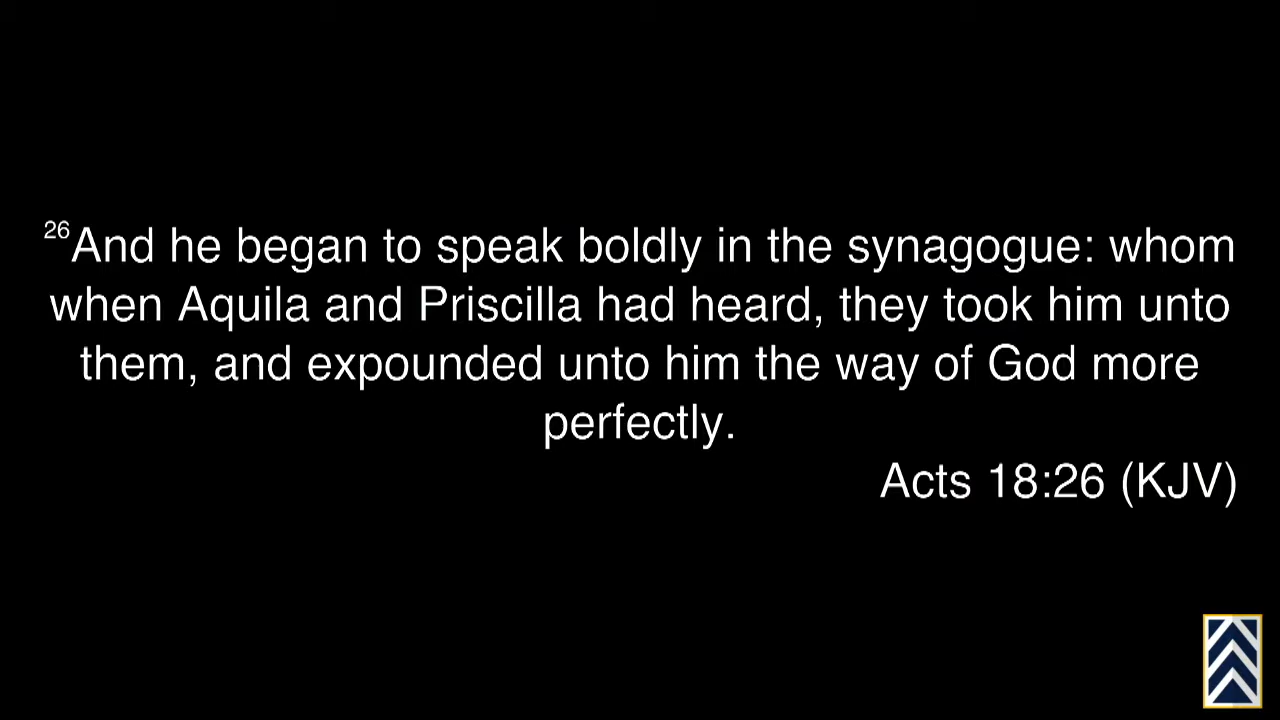 26And he began to speak boldly in the synagogue: whom
when Aquila and Priscilla had heard, they took him unto
them, and expounded unto him the way of God more
perfectly.
Acts 18:26 (KJV)